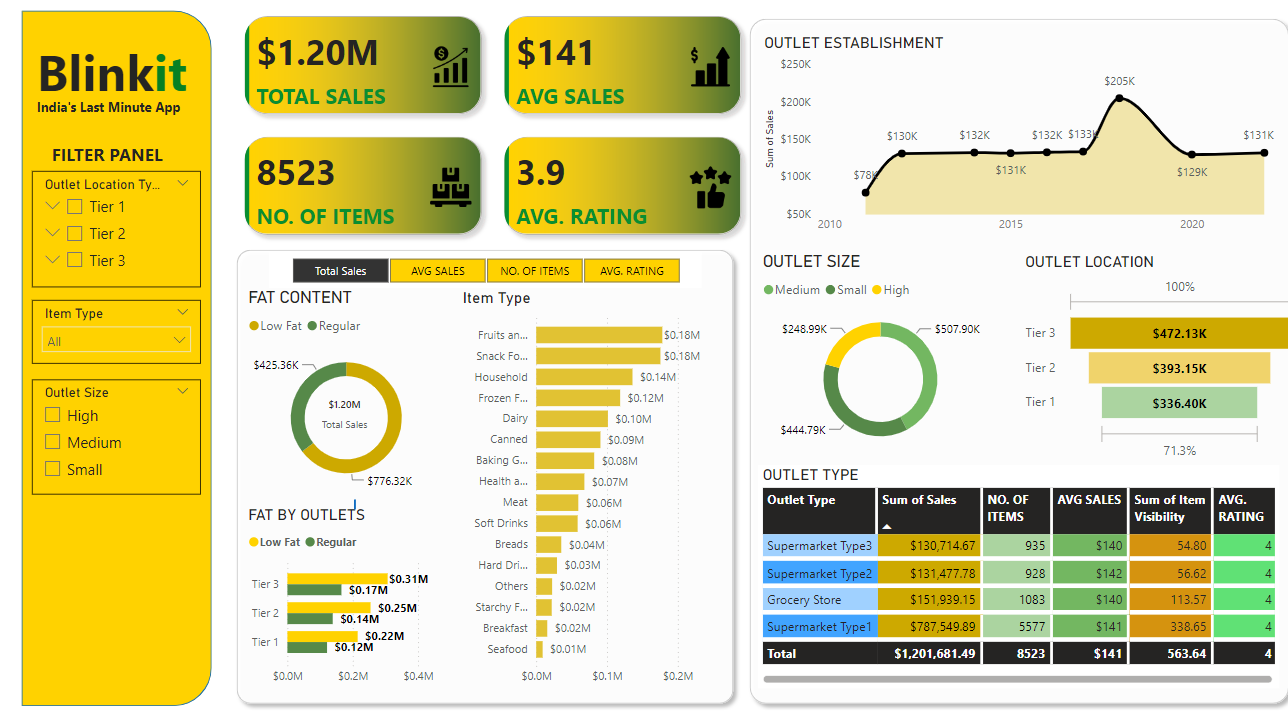 Blinkit
India's Last Minute App
FILTER PANEL
Outlet Location Ty...
Tier 1
Tier 2
Tier 3
Item Type
All
Outlet Size
High
Medium
Small
$1.20M
TOTAL SALES
$
$141
AVG SALES
$
8523
NO. OF ITEMS
3.9
AVG. RATING
Total Sales
AVG SALES
NO. OF ITEMS
AVG. RATING
FAT CONTENT
Low Fat
Regular
$425.36K
$1.20M
Total Sales
$776.32K
FAT BY OUTLETS
Low Fat
Regular
Tier 3
$0.31M
$0.17M
Tier 2
$0.25M
$0.14M
Tier 1
$0.22M
$0.12M
$0.0M
$0.2M
$0.4M
Item Type
Fruits an...
$0.18M
Snack Fo...
$0.18M
Household
$0.14M
Frozen F...
$0.12M
Dairy
$0.10M
Canned
$0.09M
Baking G...
$0.08M
Health a...
$0.07M
Meat
$0.06M
Soft Drinks
$0.06M
Breads
$0.04M
Hard Dri...
$0.03M
Others
$0.02M
Starchy F...
$0.02M
Breakfast
$0.02M
Seafood
$0.01M
$0.0M
$0.1M
$0.2M
OUTLET ESTABLISHMENT
Sum of Sales
$250K
$200K
$150K
$100K
$50K
$78K
$130K
$132K
$131K
$132K
$133K
$205K
$129K
$131K
2010
2015
2020
OUTLET SIZE
Medium
Small
High
$248.99K
$507.90K
$444.79K
OUTLET LOCATION
100%
Tier 3
$472.13K
Tier 2
$393.15K
Tier 1
$336.40K
71.3%
OUTLET TYPE
Outlet Type Sum of Sales NO. OF ITEMS AVG SALES Sum of Item Visibility AVG. RATING
Supermarket Type3 $130,714.67 935 $140 54.80 4
Supermarket Type2 $131,477.78 928 $142 56.62 4
Grocery Store $151,939.15 1083 $140 113.57 4
Supermarket Type1 $787,549.89 5577 $141 338.65 4
Total $1,201,681.49 8523 $141 563.64 4